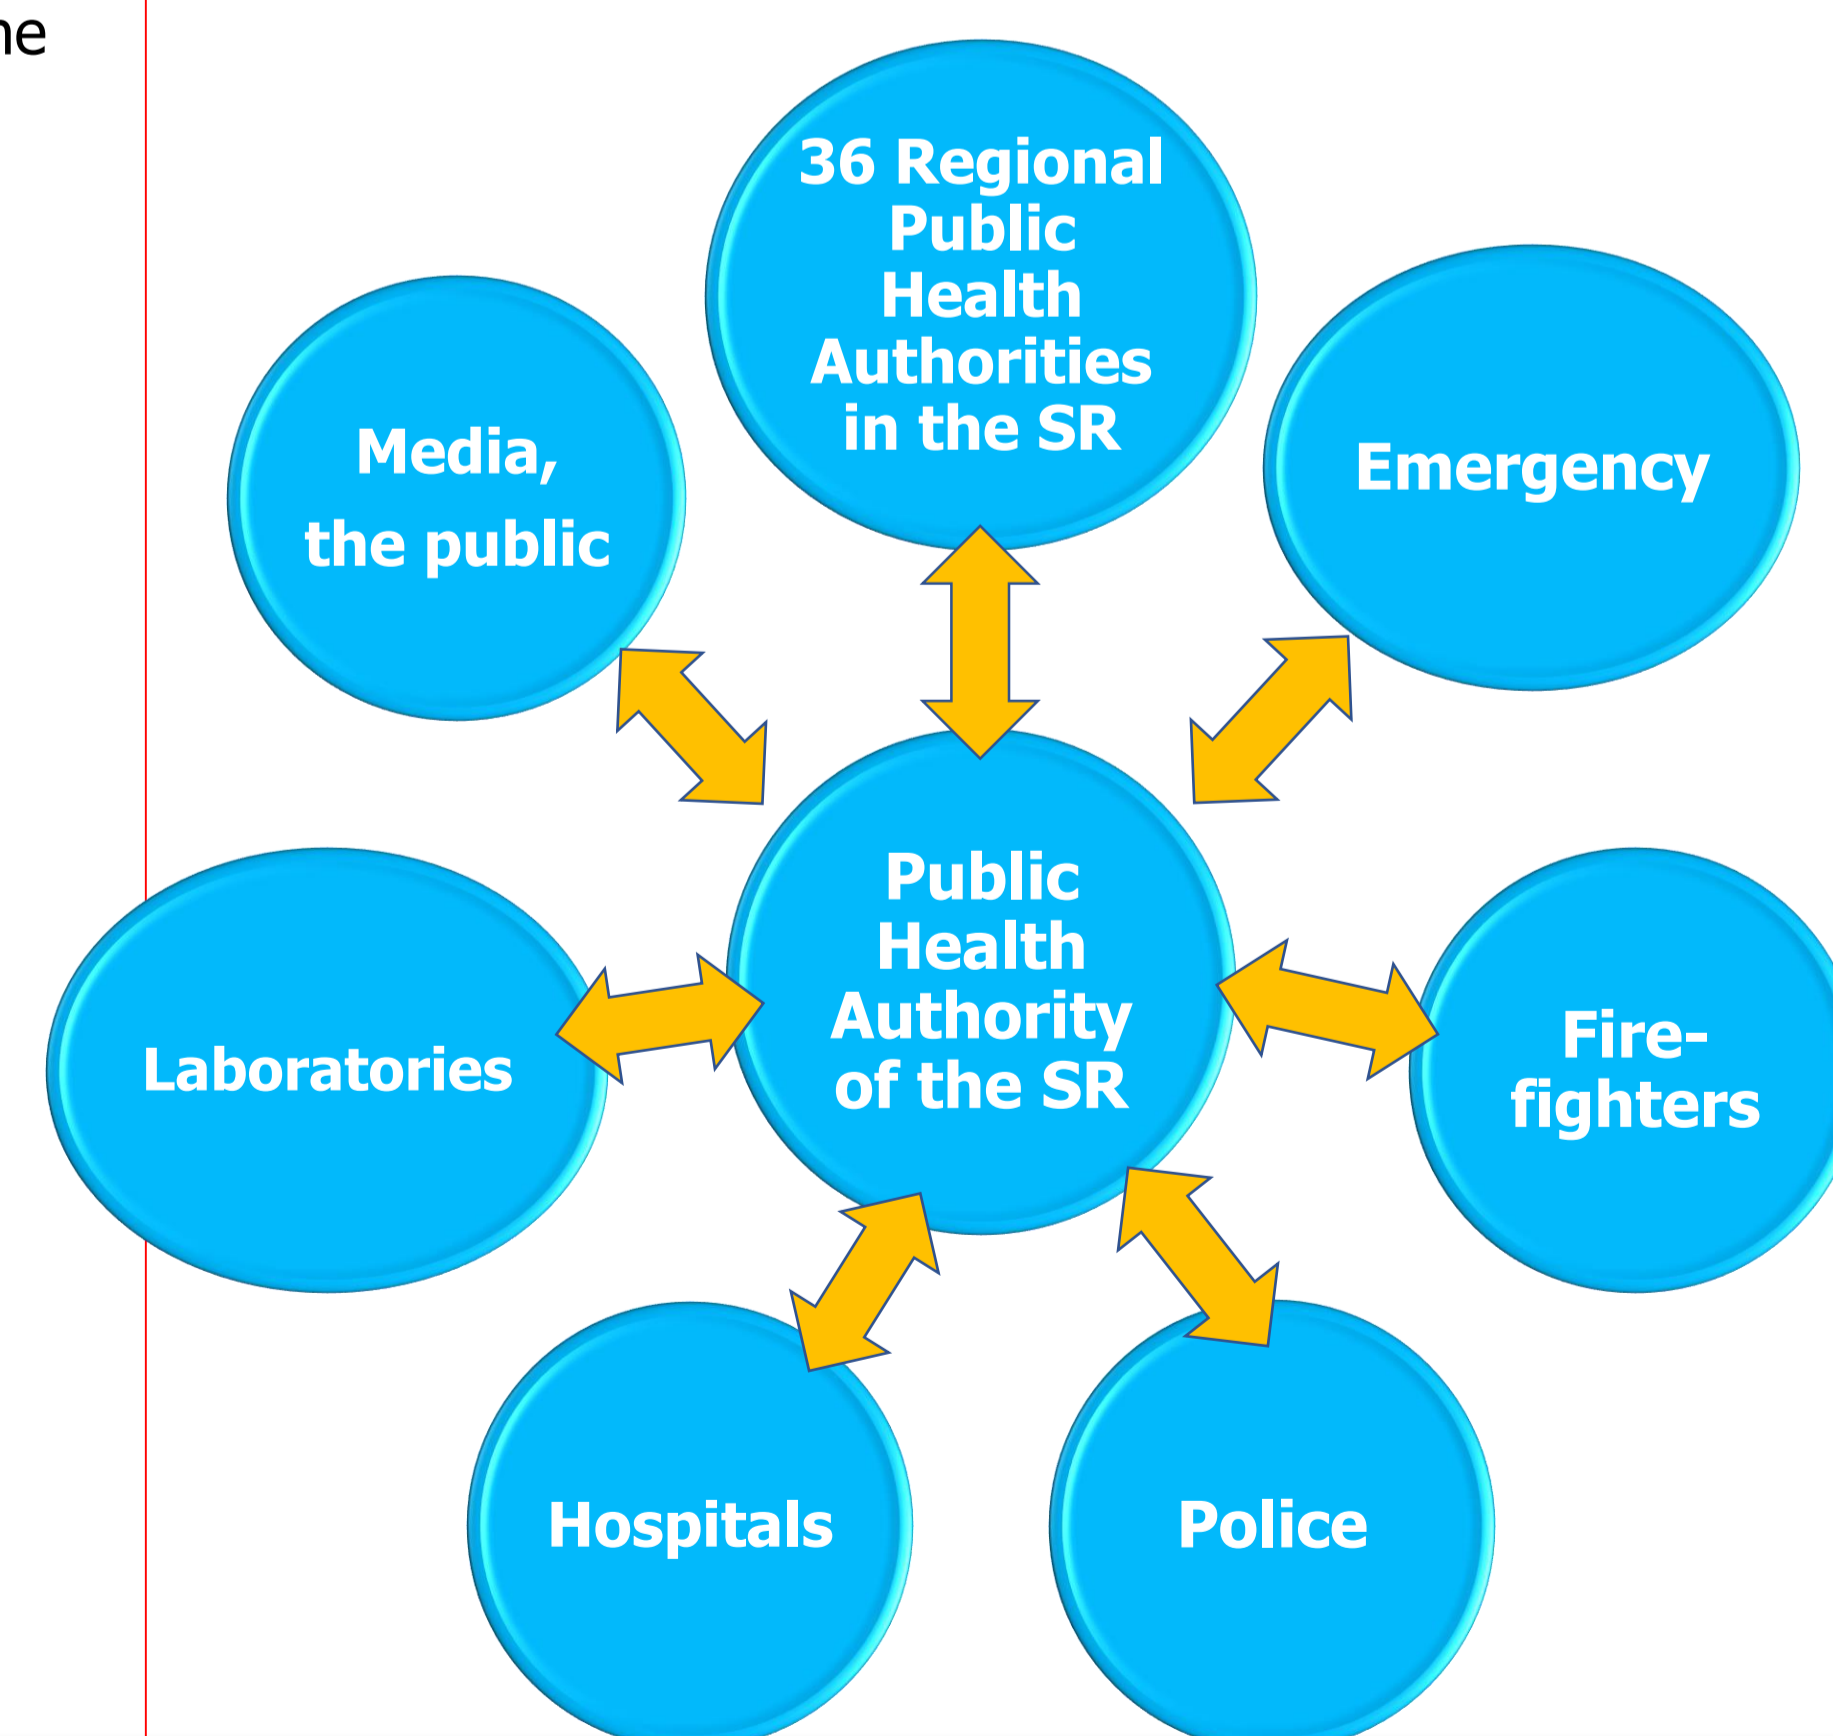 36 Regional
Public
Health
Authorities
in the SR
Media,
the public
Emergency
Public
Health
Authority
of the SR
Laboratories
Fire-
fighters
Hospitals
Police